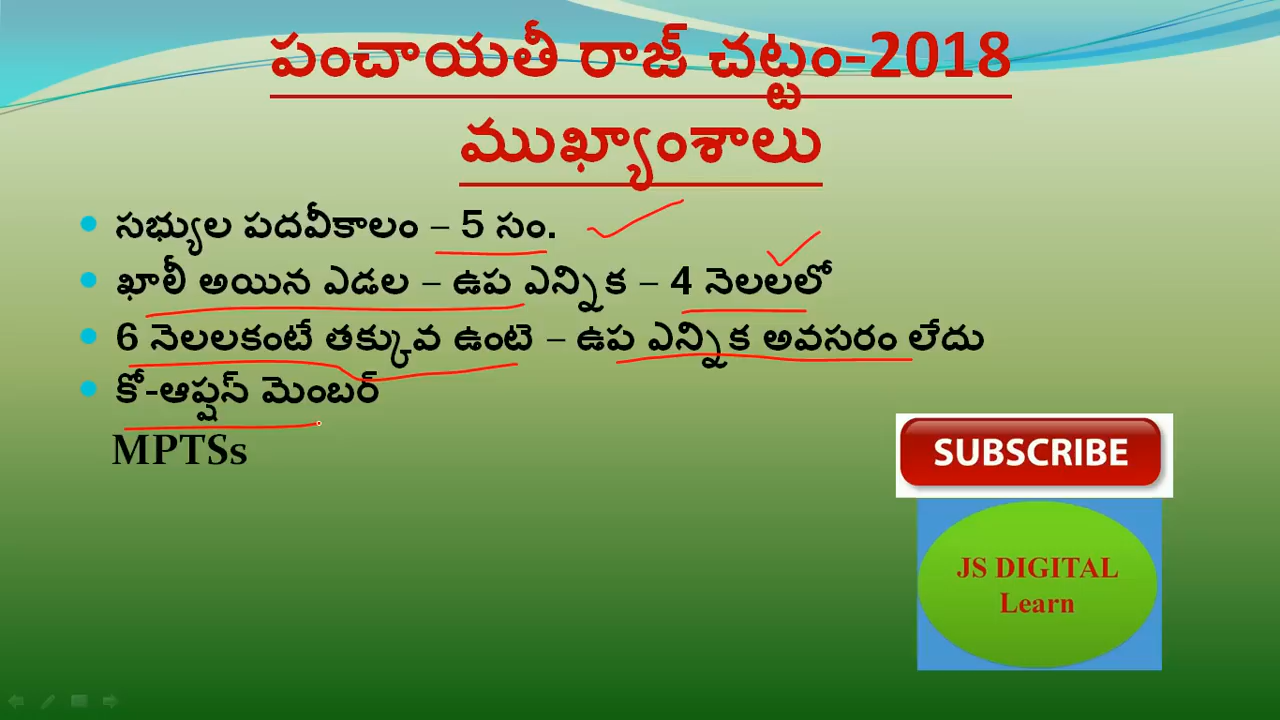 పంచాయతీ రాజ్ చట్టం-2018
ముఖ్యాంశాలు
• సభ్యుల పదవీకాలం – 5 సం.
• ఖాలీ అయిన ఎడల – ఉప ఎన్నిక – 4 నెలలలో
• 6 నెలలకంటే తక్కువ ఉంటె – ఉప ఎన్నిక అవసరం లేదు
• కో-ఆప్షన్ మెంబర్
MPTSs
SUBSCRIBE
JS DIGITAL
Learn